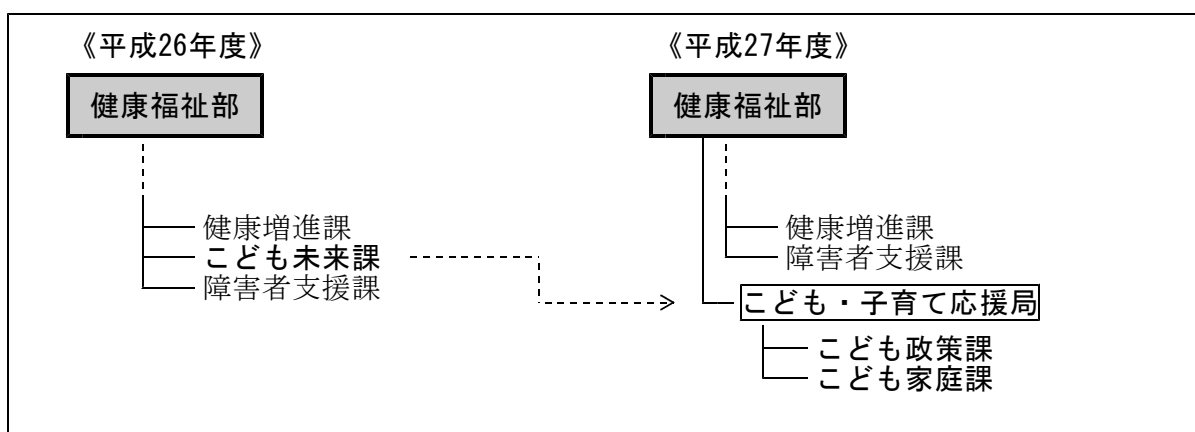 《平成26年度》
健康福祉部
健康増進課
こども未来課
障害者支援課
《平成27年度》
健康福祉部
健康増進課
障害者支援課
こども・子育て応援局
こども政策課
こども家庭課